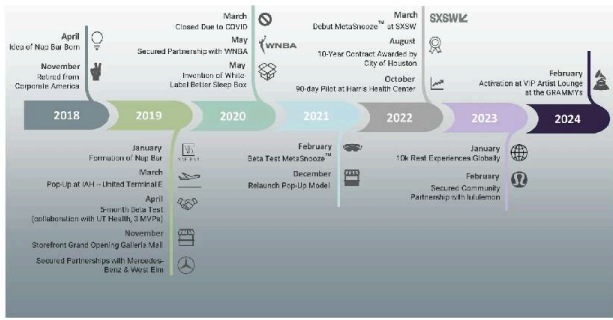 April
Idea of Nap Bar Born
November
Retired from
Corporate America
March
Closed Due to COVID
May
Secured Partnership with WNBA
WNBA
May
Invention of White-
Label Better Sleep Box
March
Debut MetaSnooze™ at SXSW
SXSW
August
10-Year Contract Awarded by
City of Houston
October
90-day Pilot at Harris Health Center
February
Activation at VIP Artist Lounge
at the GRAMMYs
2018
2019
2020
2021
2022
2023
2024
January
Formation of Nap Bar
March
Pop-Up at IAH – United Terminal E
April
5-month Beta Test
(collaboration with UT Health, 3 MVPs)
November
Storefront Grand Opening Galleria Mall
Secured Partnerships with Mercedes-
Benz & West Elm
February
Beta Test MetaSnooze™
December
Relaunch Pop-Up Model
January
10k Rest Experiences Globally
February
Secured Community
Partnership with lululemon